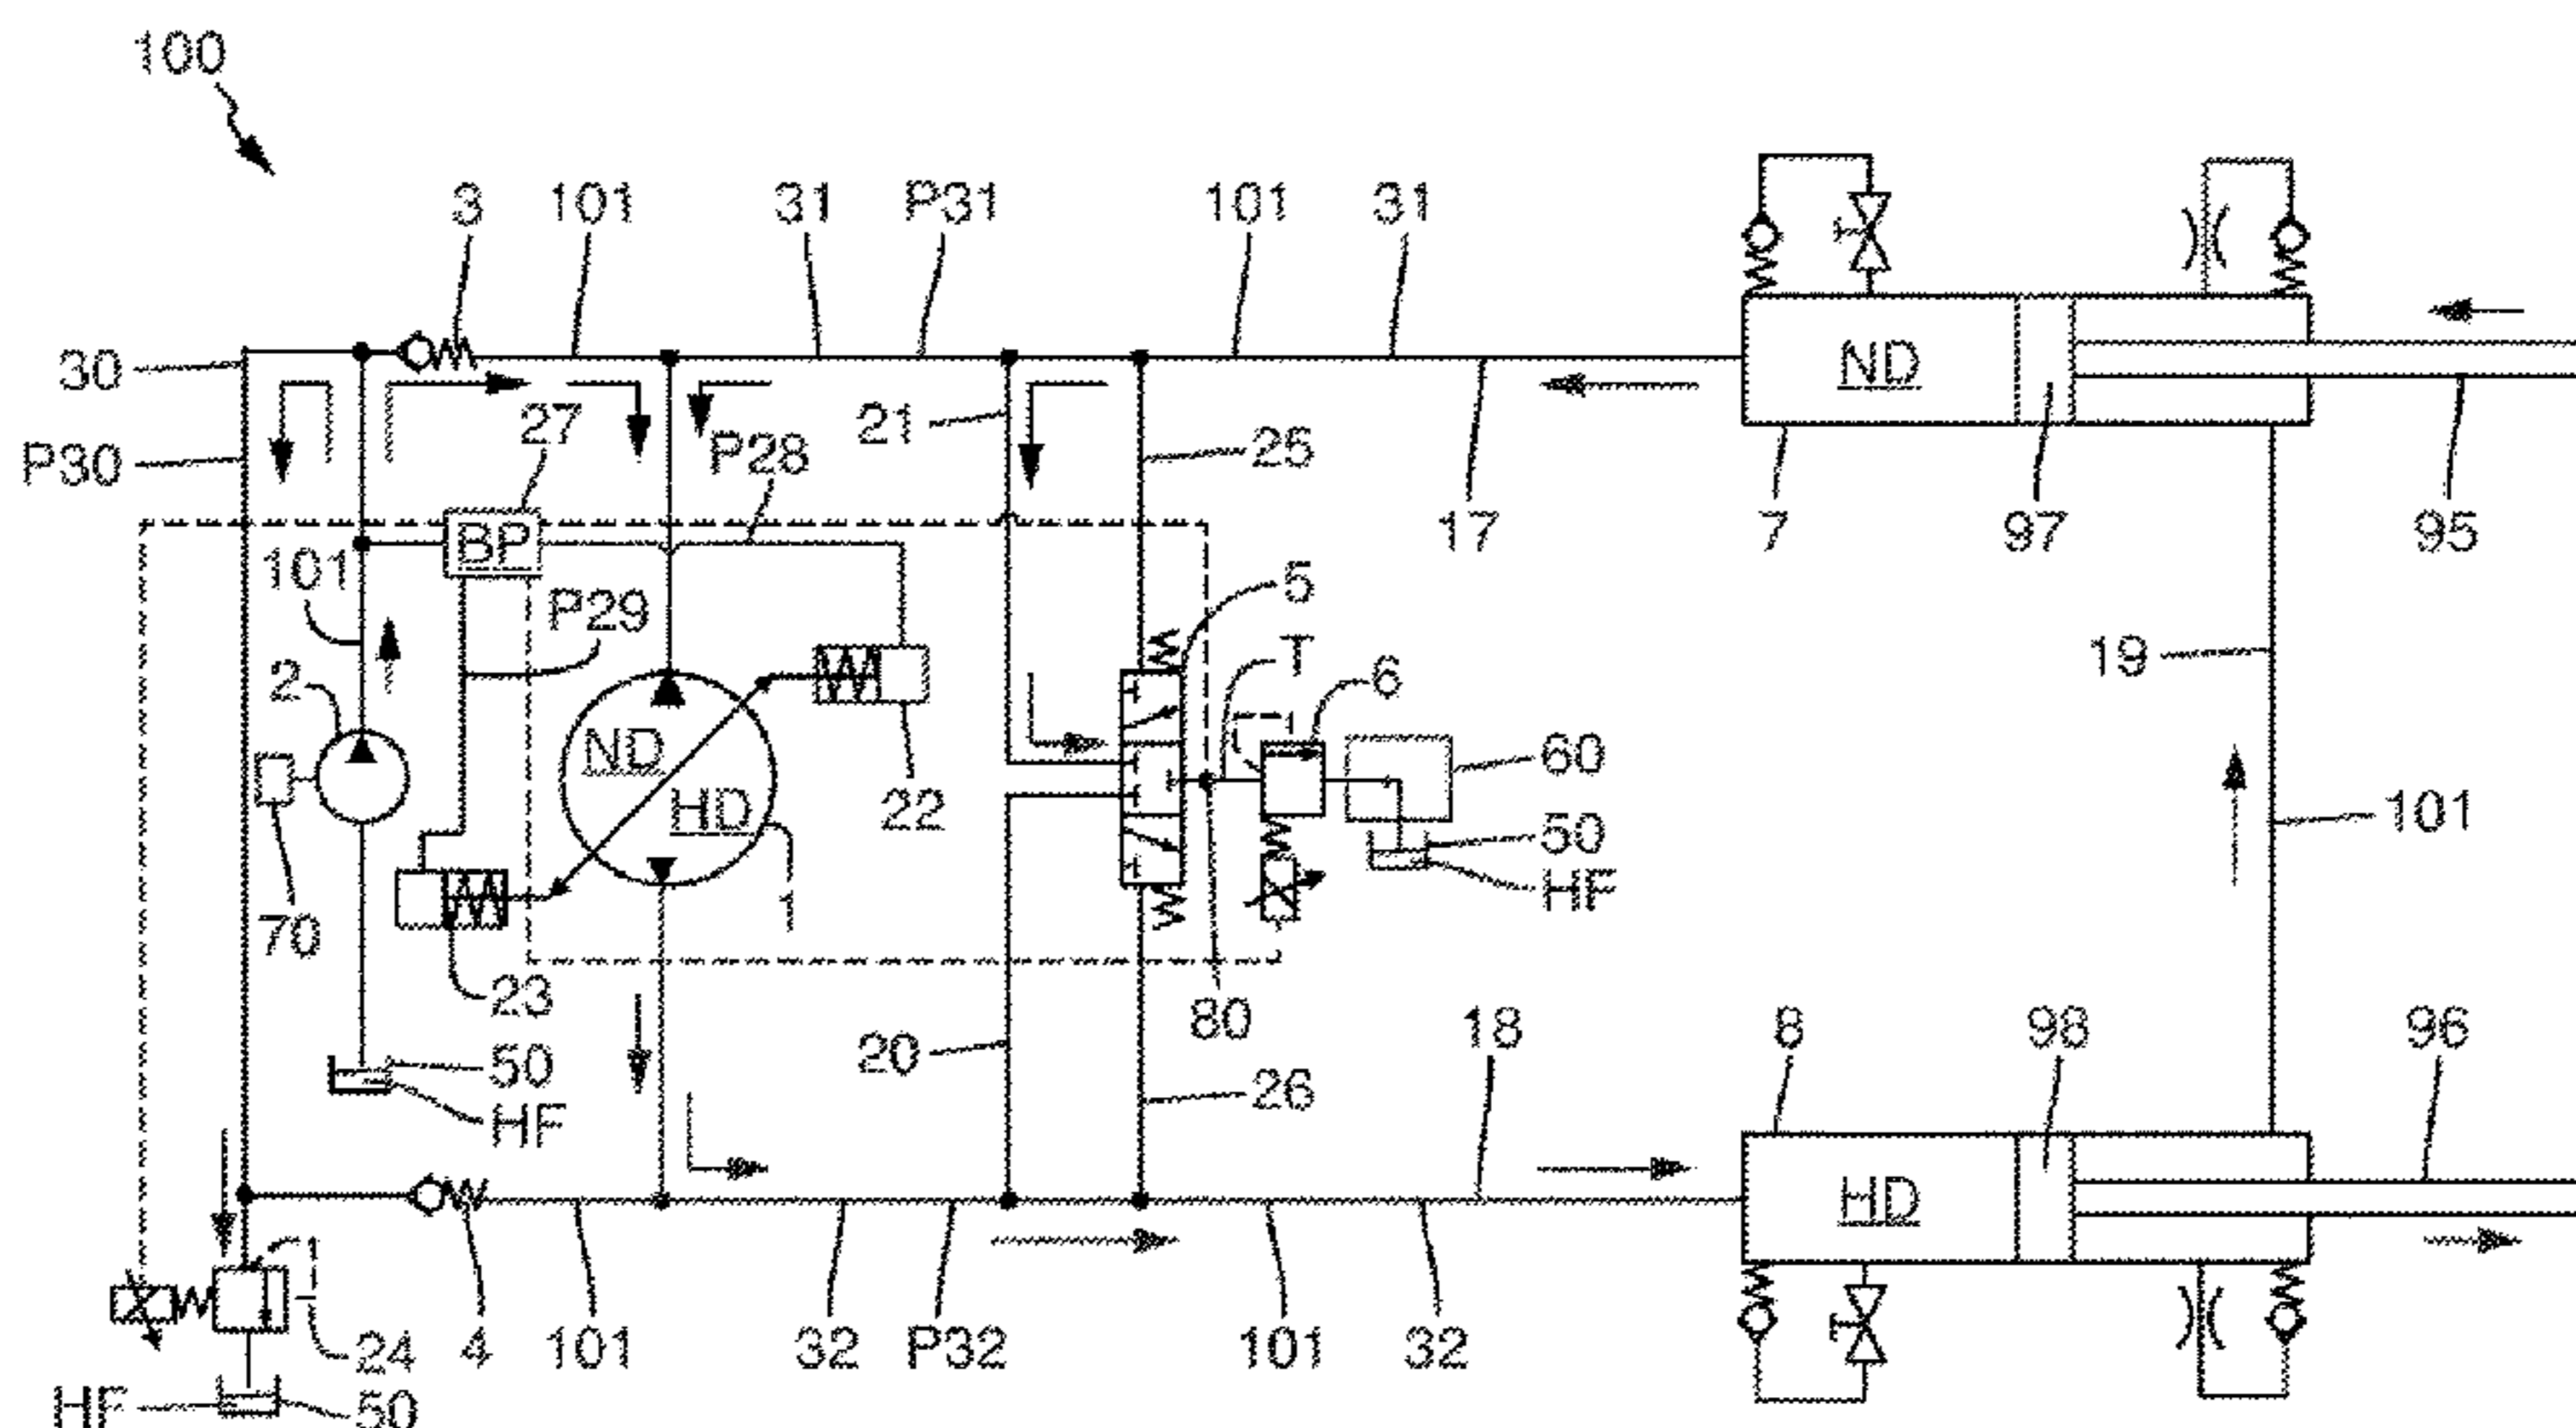 100
3 101 31 P31 101 31
30 27 21 ND
P30 P28 25
17 7 97 95
101 BP 5
P29 T 19
2 6
ND 60
HD 22 50 101
70 1 HF
23
80
50 20 18 8 98 96
HF 26
HD
24 4 101 32 P32 101 32
HF 50